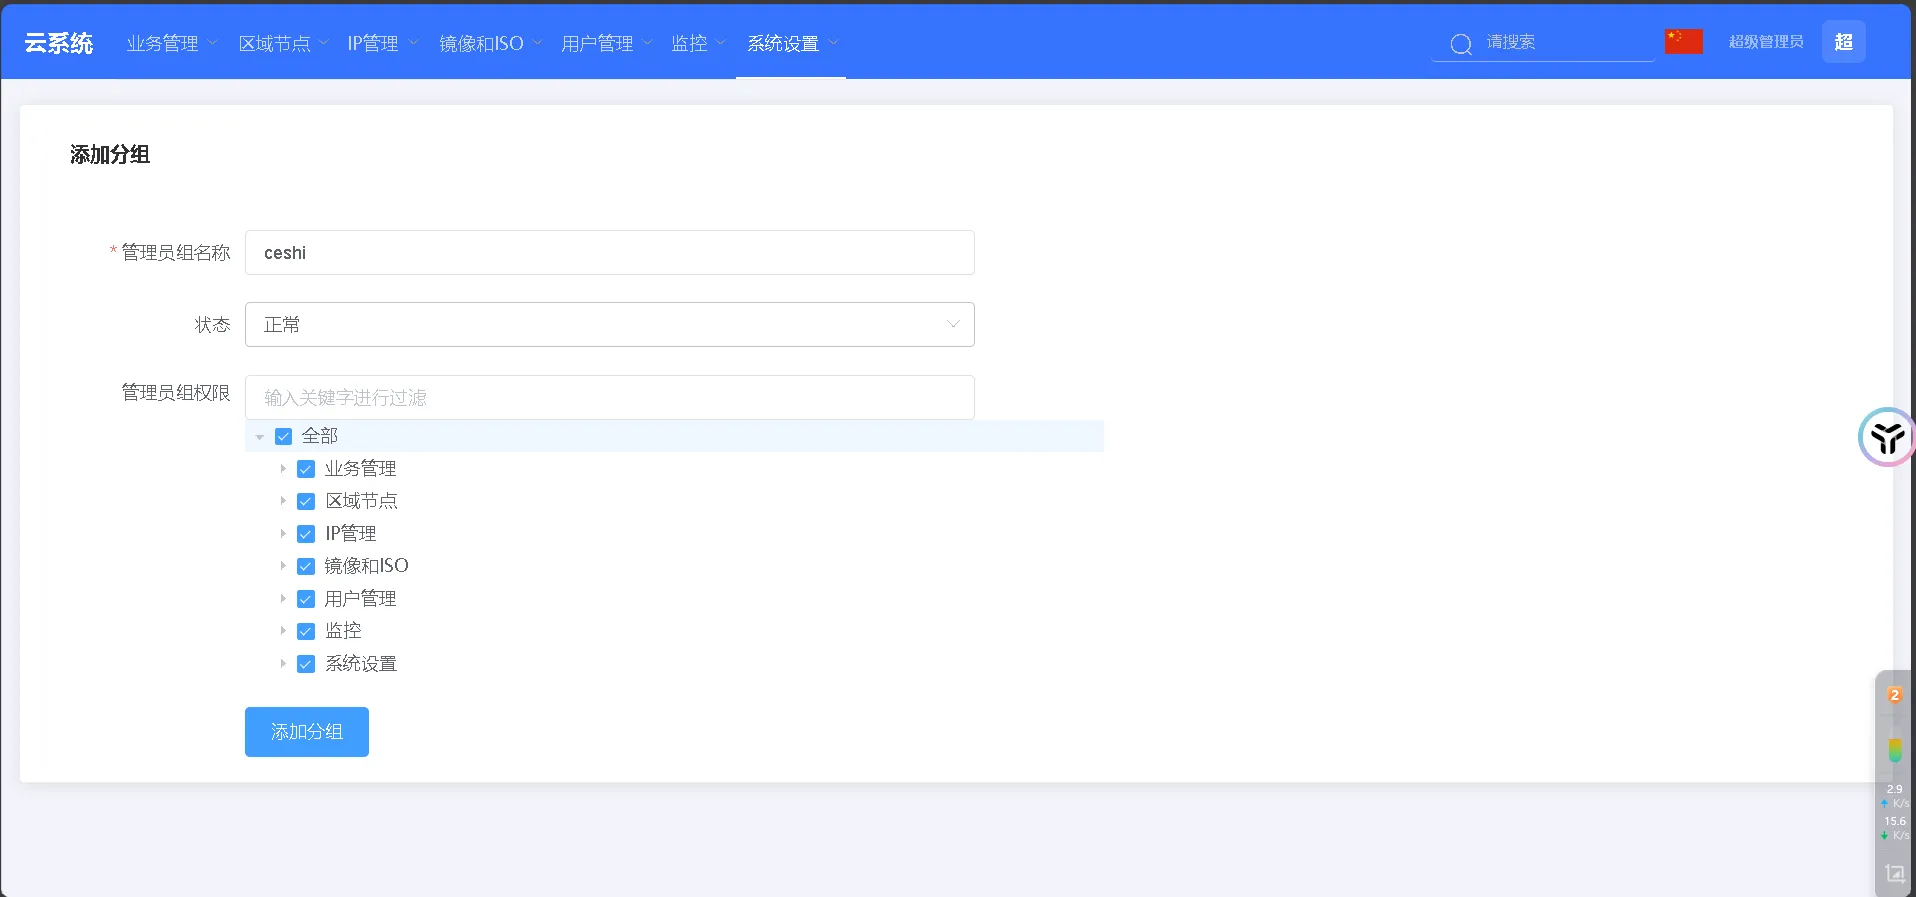 云系统 业务管理 区域节点 IP管理 镜像和ISO 用户管理 监控 系统设置 请搜索 超级管理员 超
添加分组
* 管理员组名称 ceshi
状态 正常
管理员组权限 输入关键字进行过滤
全部
业务管理
区域节点
IP管理
镜像和ISO
用户管理
监控
系统设置
添加分组
2
2.9
K/s
15.6
K/s